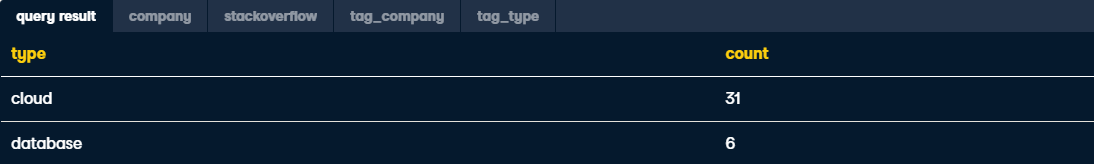 query result company stackoverflow tag_company tag_type
type count
cloud 31
database 6